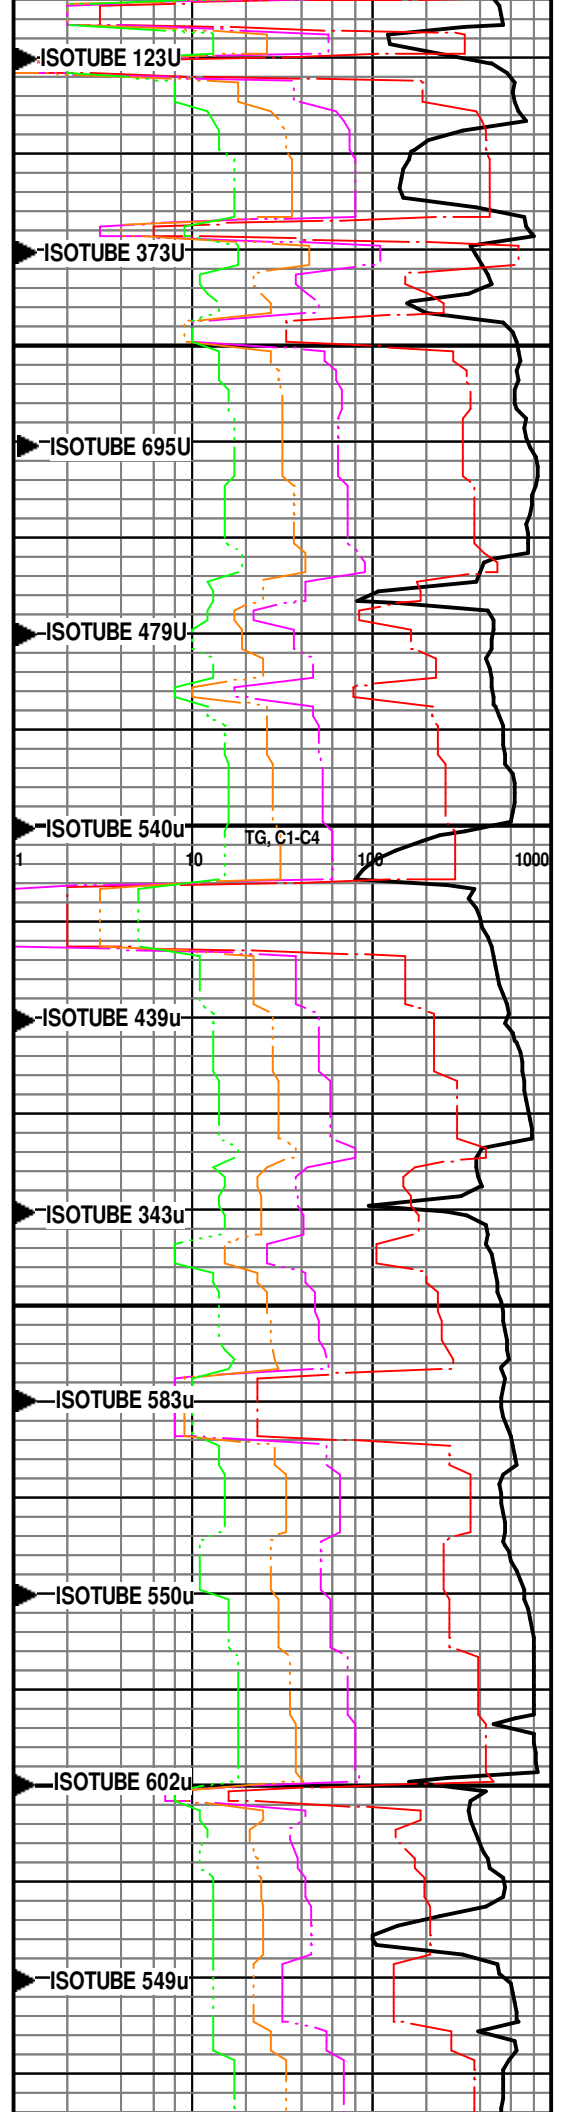 ISOTUBE 123U
ISOTUBE 373U
ISOTUBE 695U
ISOTUBE 479U
ISOTUBE 540u
TG, C1-C4
1 10 100 1000
ISOTUBE 439u
ISOTUBE 343u
ISOTUBE 583u
ISOTUBE 550u
ISOTUBE 602u
ISOTUBE 549u